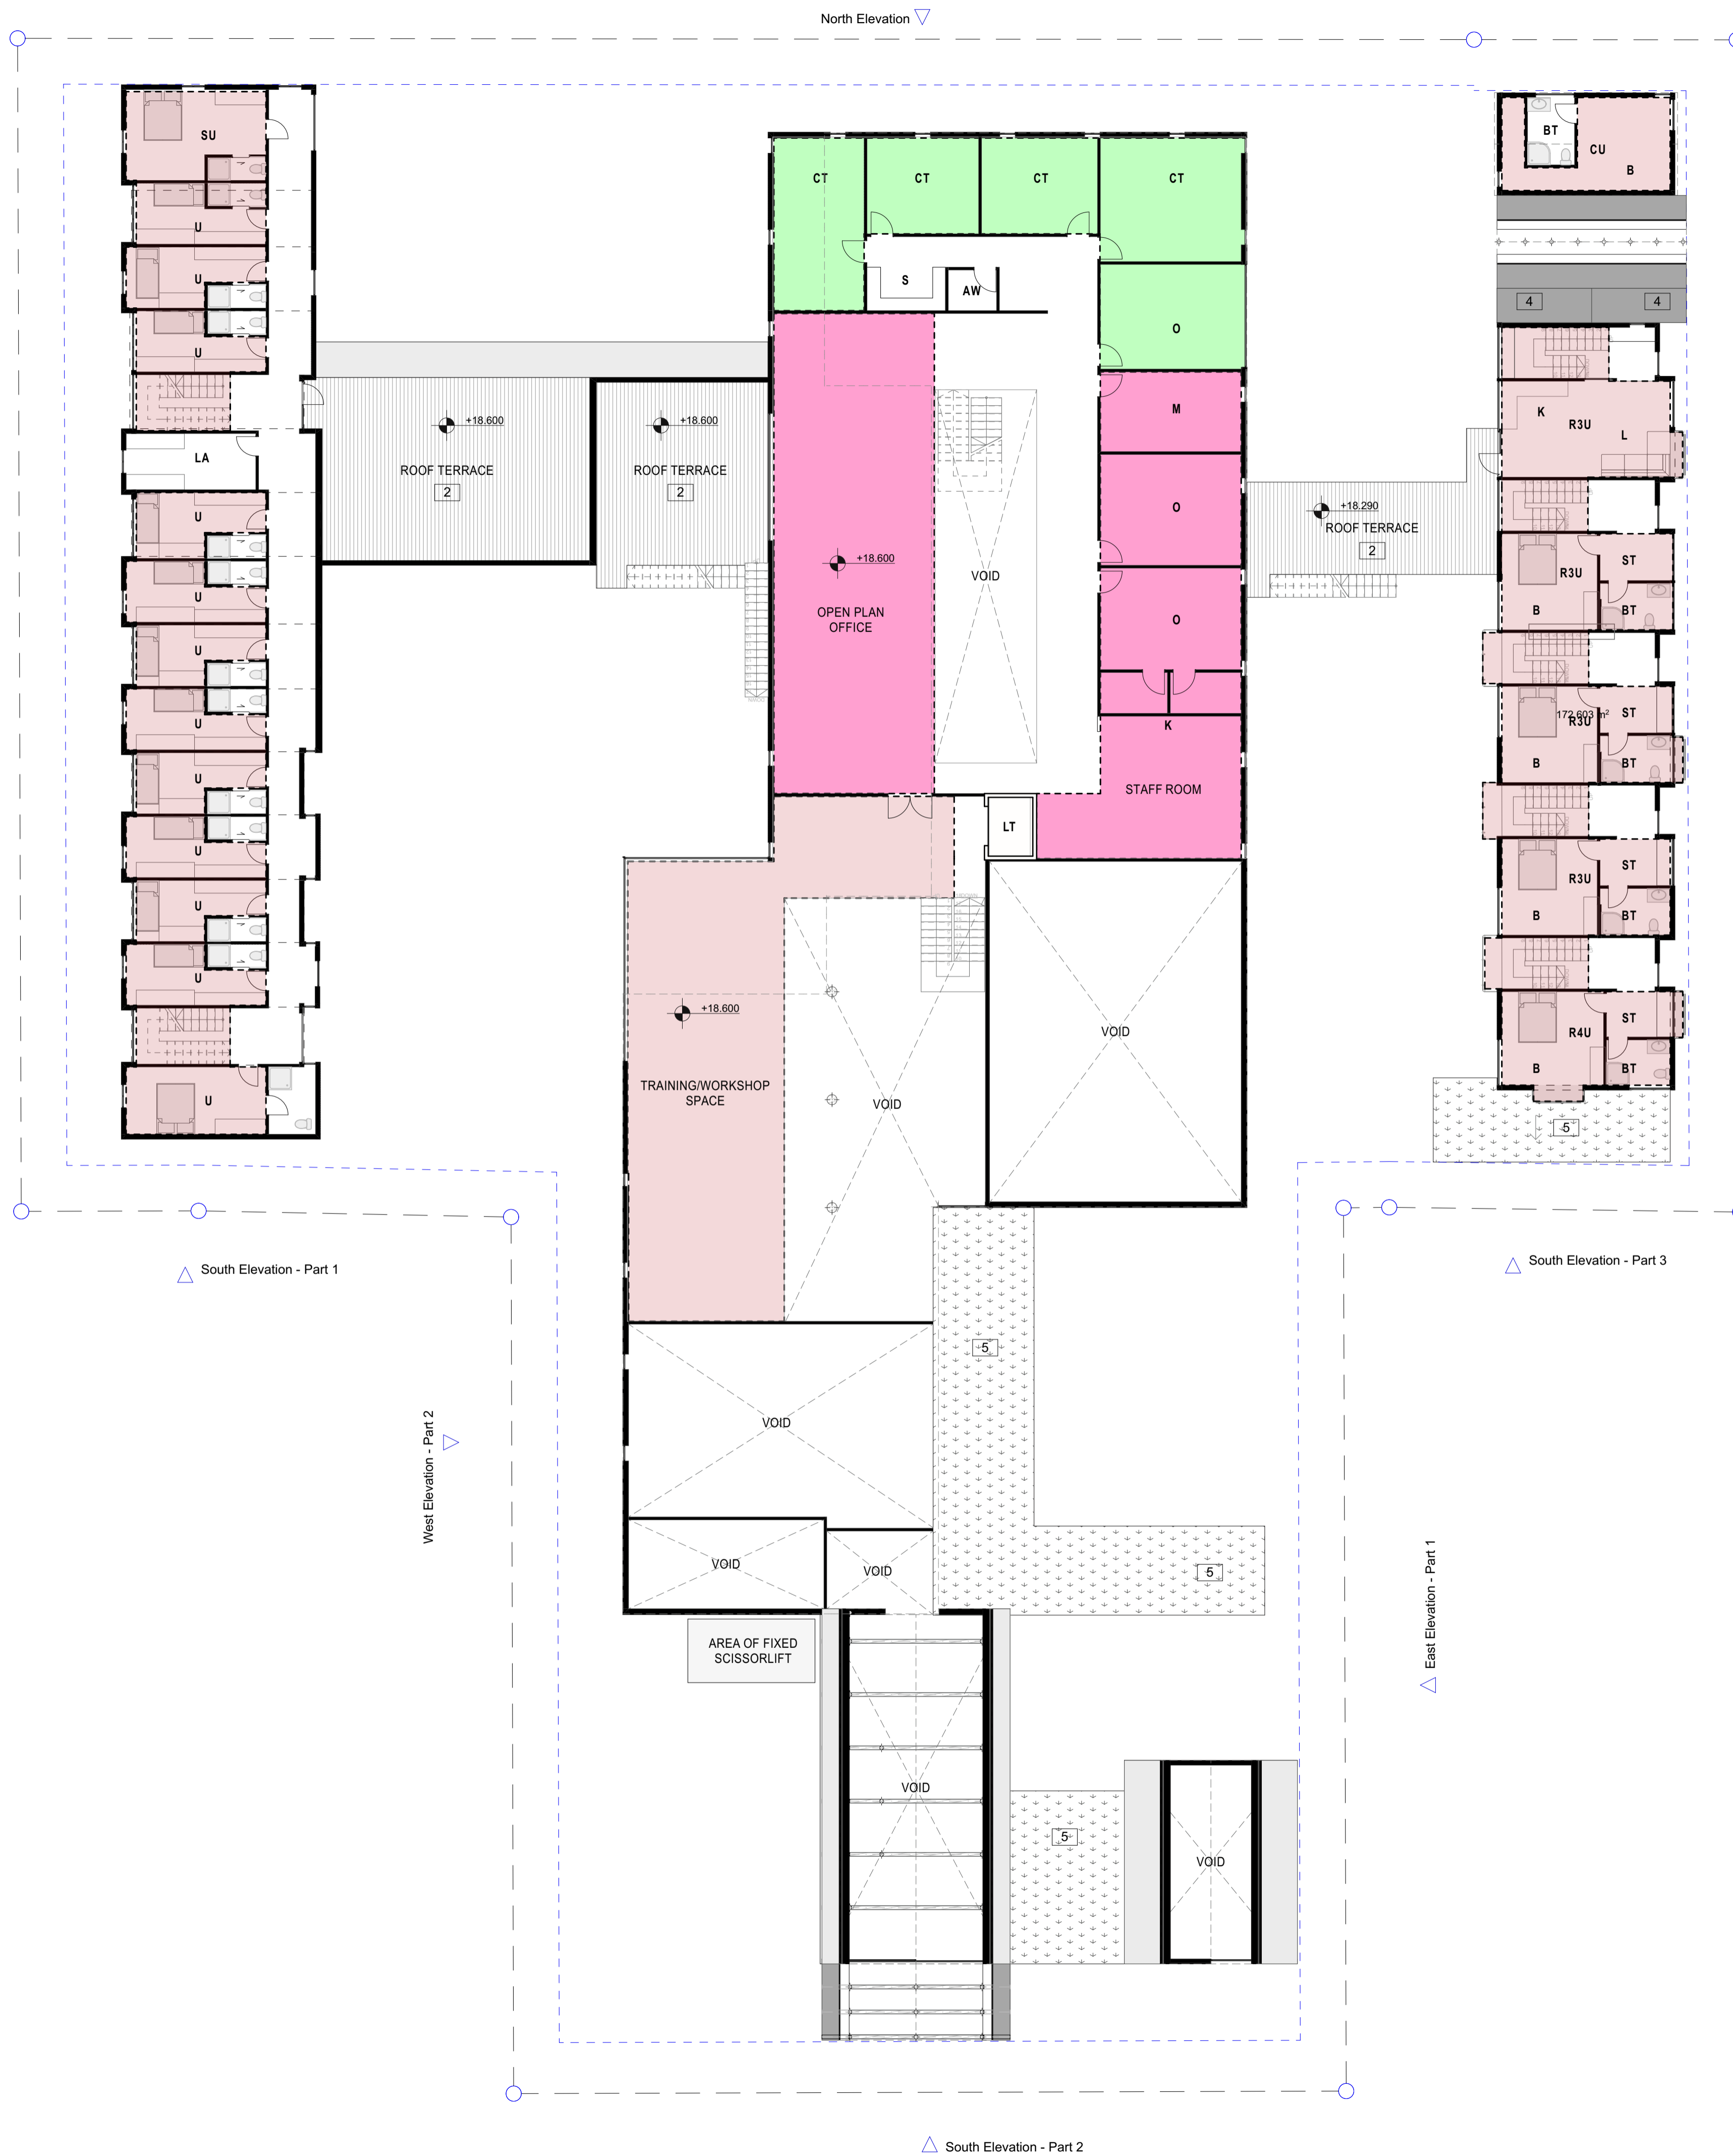 North Elevation
SU
U
U
U
LA
U
U
U
U
U
U
U
U
U
+18.600
ROOF TERRACE
2
+18.600
ROOF TERRACE
2
CT
CT
CT
CT
S
AW
O
M
O
O
K
STAFF ROOM
LT
+18.600
OPEN PLAN
OFFICE
VOID
+18.290
ROOF TERRACE
2
BT
CU
B
4
4
K
R3U
L
R3U
ST
B
BT
172.603 m²
R3U
ST
B
BT
R3U
ST
B
BT
R4U
ST
B
BT
5
+18.600
TRAINING/WORKSHOP
SPACE
VOID
VOID
South Elevation - Part 1
South Elevation - Part 3
5
VOID
West Elevation - Part 2
VOID
VOID
5
East Elevation - Part 1
AREA OF FIXED
SCISSORLIFT
VOID
5
VOID
South Elevation - Part 2